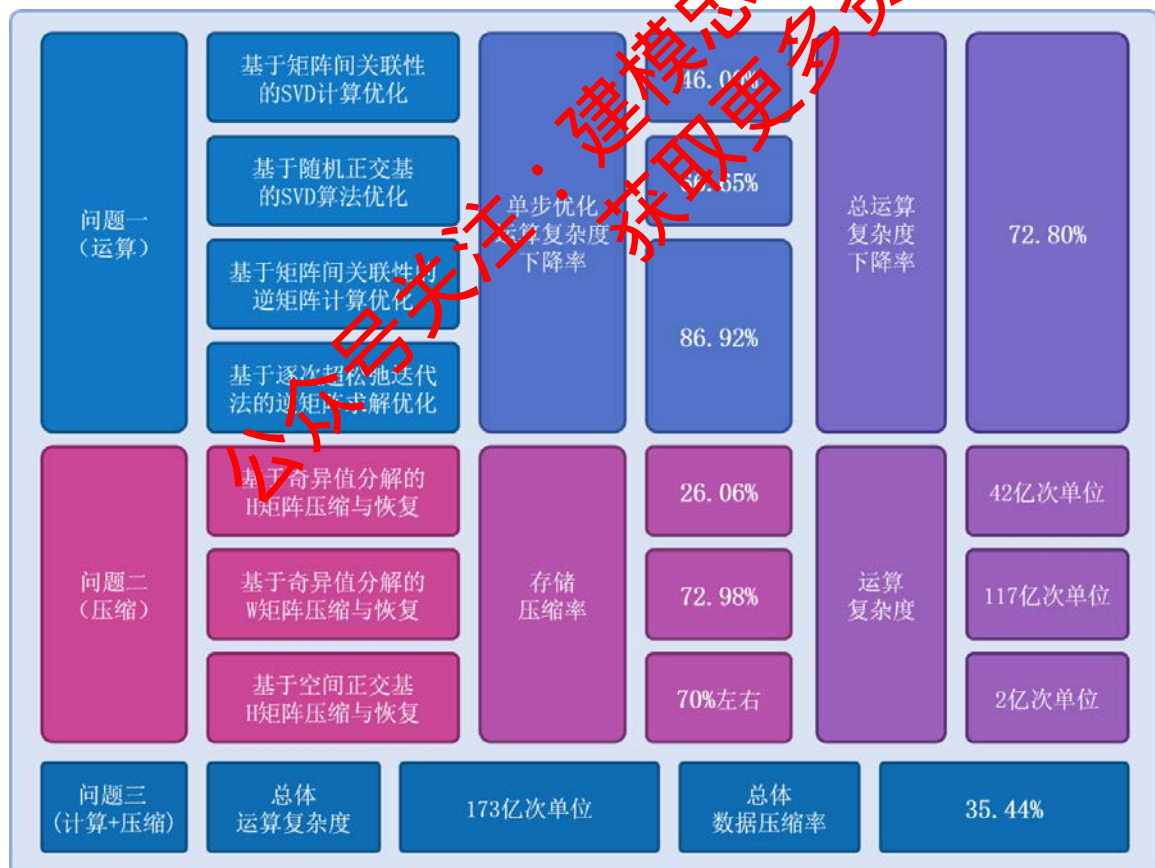 问题一
(运算)
基于矩阵间关联性
的SVD计算优化
基于随机正交基
的SVD算法优化
基于矩阵间关联性的
逆矩阵计算优化
基于逐次超松弛迭代
法的逆矩阵求解优化
单步优化
运算复杂度
下降率
86.92%
总运算
复杂度
下降率
72.80%
问题二
(压缩)
基于奇异值分解的
H矩阵压缩与恢复
基于奇异值分解的
W矩阵压缩与恢复
基于空间正交基
H矩阵压缩与恢复
存储
压缩率
26.06%
72.98%
70%左右
运算
复杂度
42亿次单位
117亿次单位
2亿次单位
问题三
(计算+压缩)
总体
运算复杂度
173亿次单位
总体
数据压缩率
35.44%
公众号关注：建模忠
获取更多资